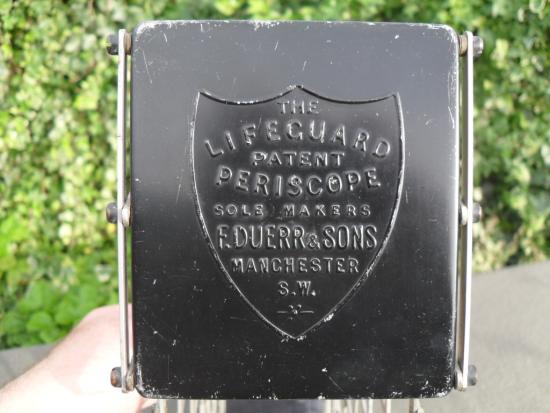 THE
LIFEGUARD
PATENT
PERISCOPE
SOLE MAKERS
F. DUERR & SONS
MANCHESTER
S.W.